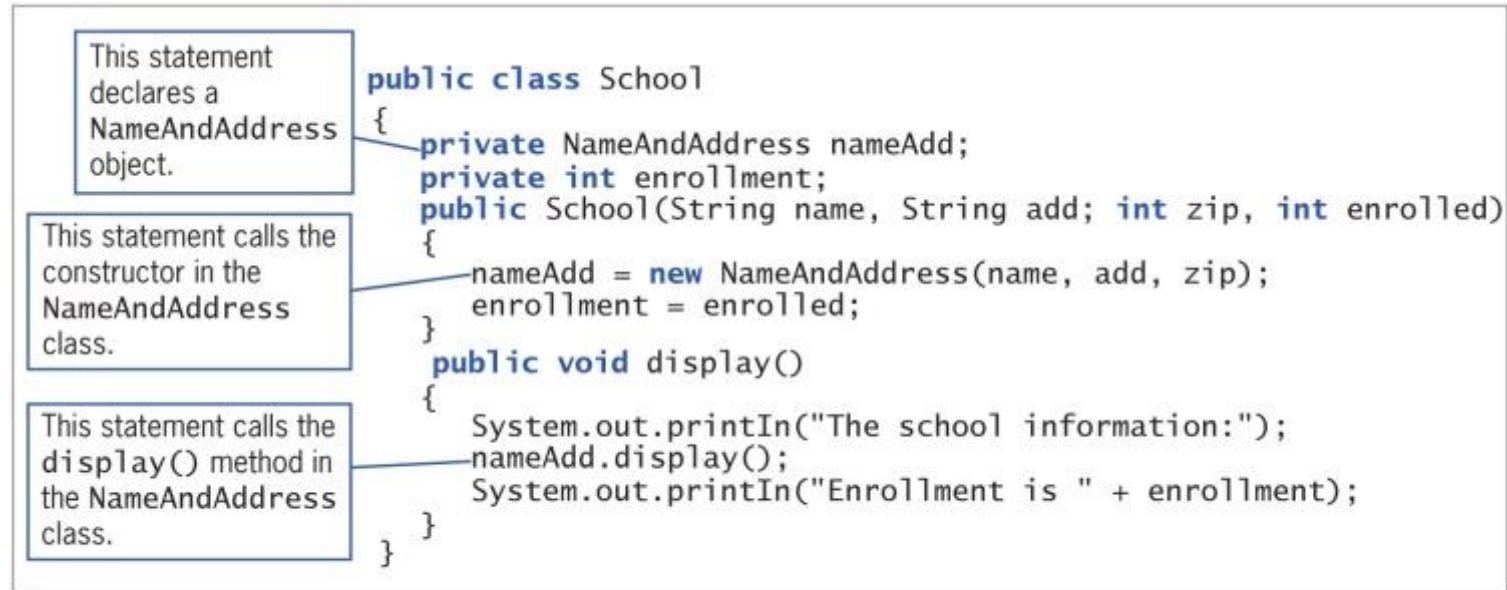 This statement
declares a
NameAndAddress
object.
public class School
{
private NameAndAddress nameAdd;
private int enrollment;
public School(String name, String add; int zip, int enrolled)
{
This statement calls the
constructor in the
NameAndAddress
class.
nameAdd = new NameAndAddress(name, add, zip);
enrollment = enrolled;
}
public void display()
{
This statement calls the
display() method in
the NameAndAddress
class.
System.out.printIn("The school information:");
nameAdd.display();
System.out.printIn("Enrollment is " + enrollment);
}
}